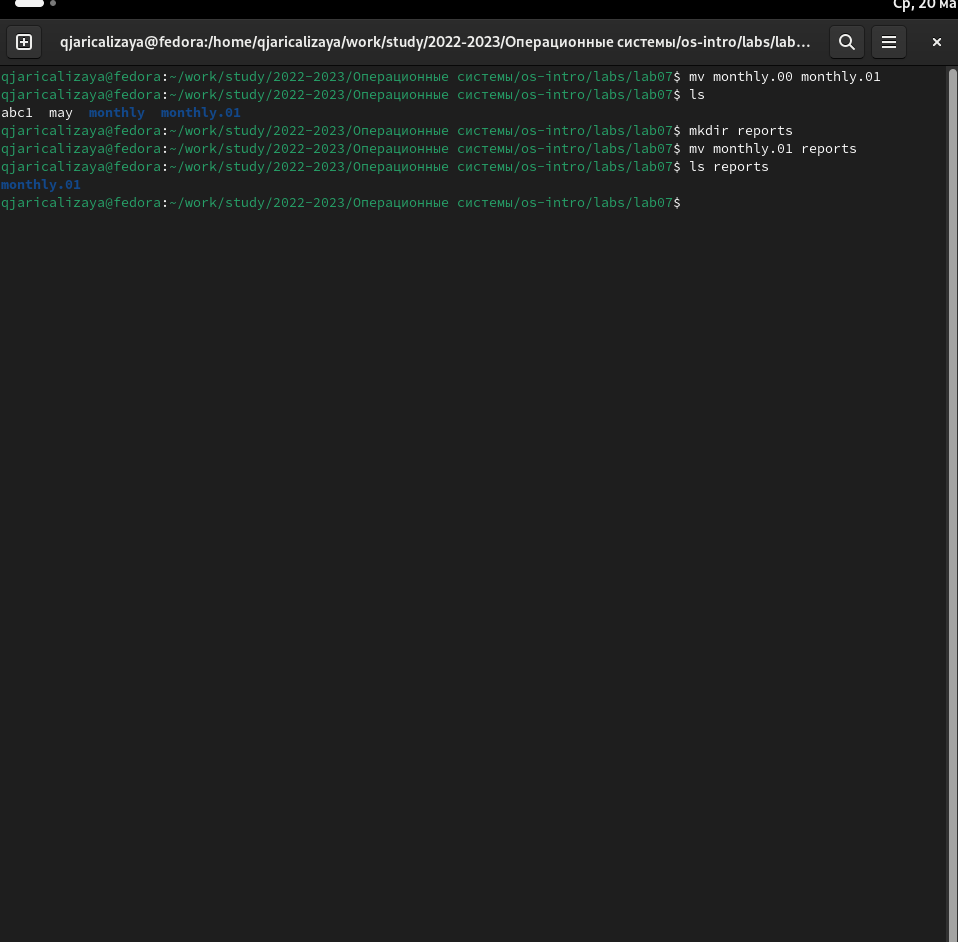 Ср, 20 ма
qjaricalizaya@fedora:/home/qjaricalizaya/work/study/2022-2023/Операционные системы/os-intro/labs/lab...
qjaricalizaya@fedora:~/work/study/2022-2023/Операционные системы/os-intro/labs/lab07$ mv monthly.00 monthly.01
qjaricalizaya@fedora:~/work/study/2022-2023/Операционные системы/os-intro/labs/lab07$ ls
abc1  may  monthly  monthly.01
qjaricalizaya@fedora:~/work/study/2022-2023/Операционные системы/os-intro/labs/lab07$ mkdir reports
qjaricalizaya@fedora:~/work/study/2022-2023/Операционные системы/os-intro/labs/lab07$ mv monthly.01 reports
qjaricalizaya@fedora:~/work/study/2022-2023/Операционные системы/os-intro/labs/lab07$ ls reports
monthly.01
qjaricalizaya@fedora:~/work/study/2022-2023/Операционные системы/os-intro/labs/lab07$